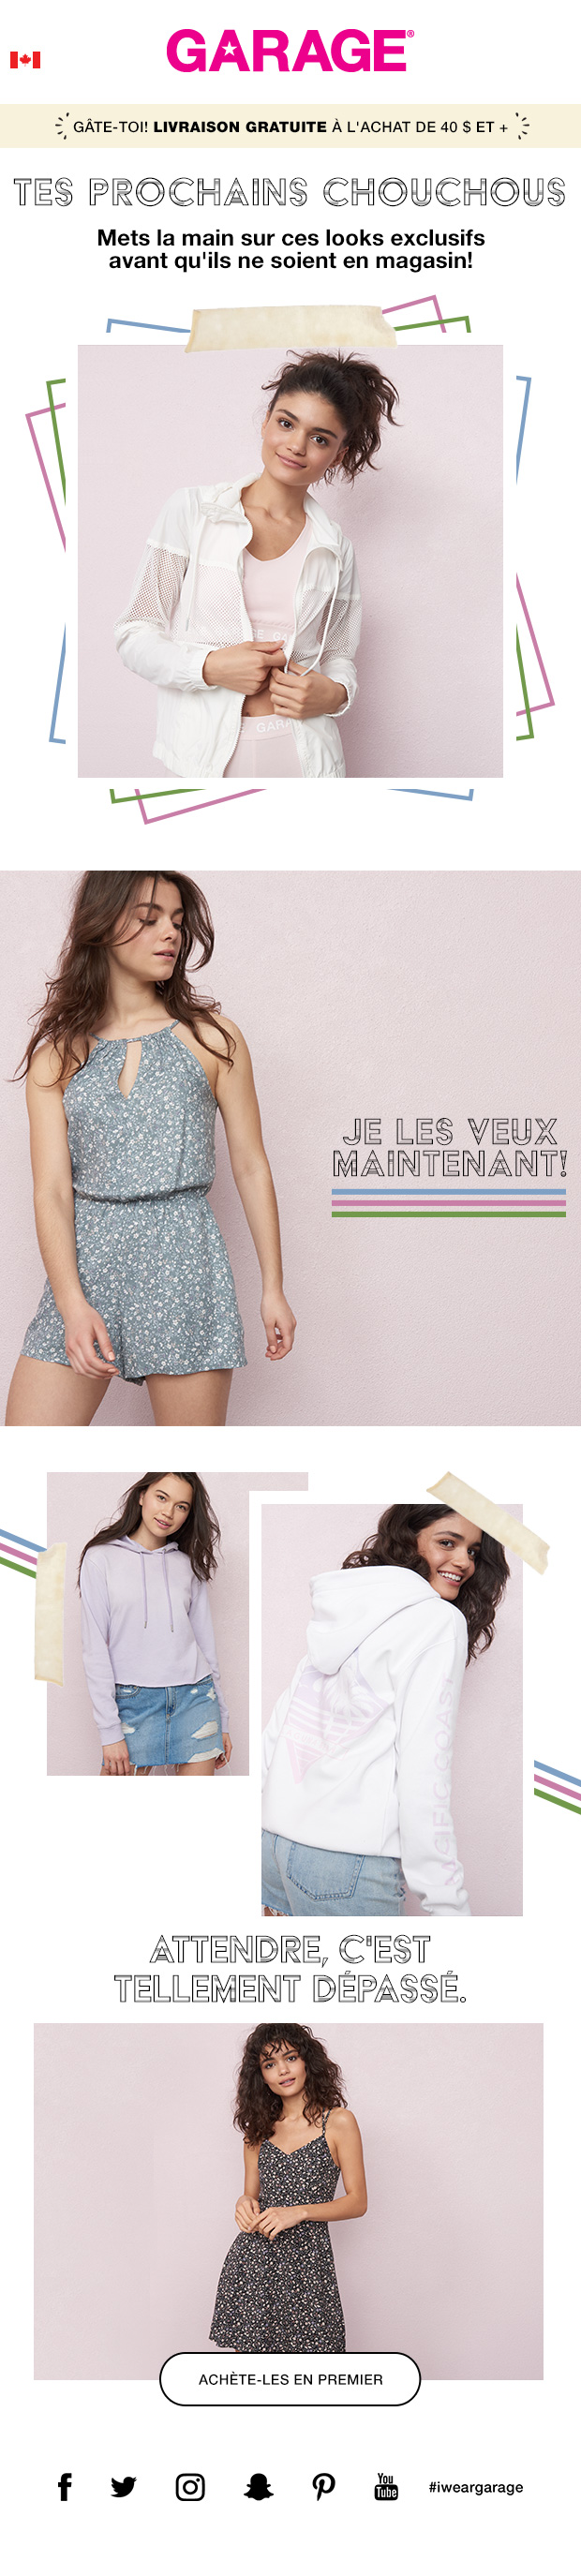 GARAGE®
GÂTE-TOI! LIVRAISON GRATUITE À L'ACHAT DE 40 $ ET +
TES PROCHAINS CHOUCHOUS
Mets la main sur ces looks exclusifs
avant qu'ils ne soient en magasin!
JE LES VEUX
MAINTENANT!
ATTENDRE, C'EST
TELLEMENT DÉPASSÉ.
ACHÈTE-LES EN PREMIER
You
Tube
#iweargarage